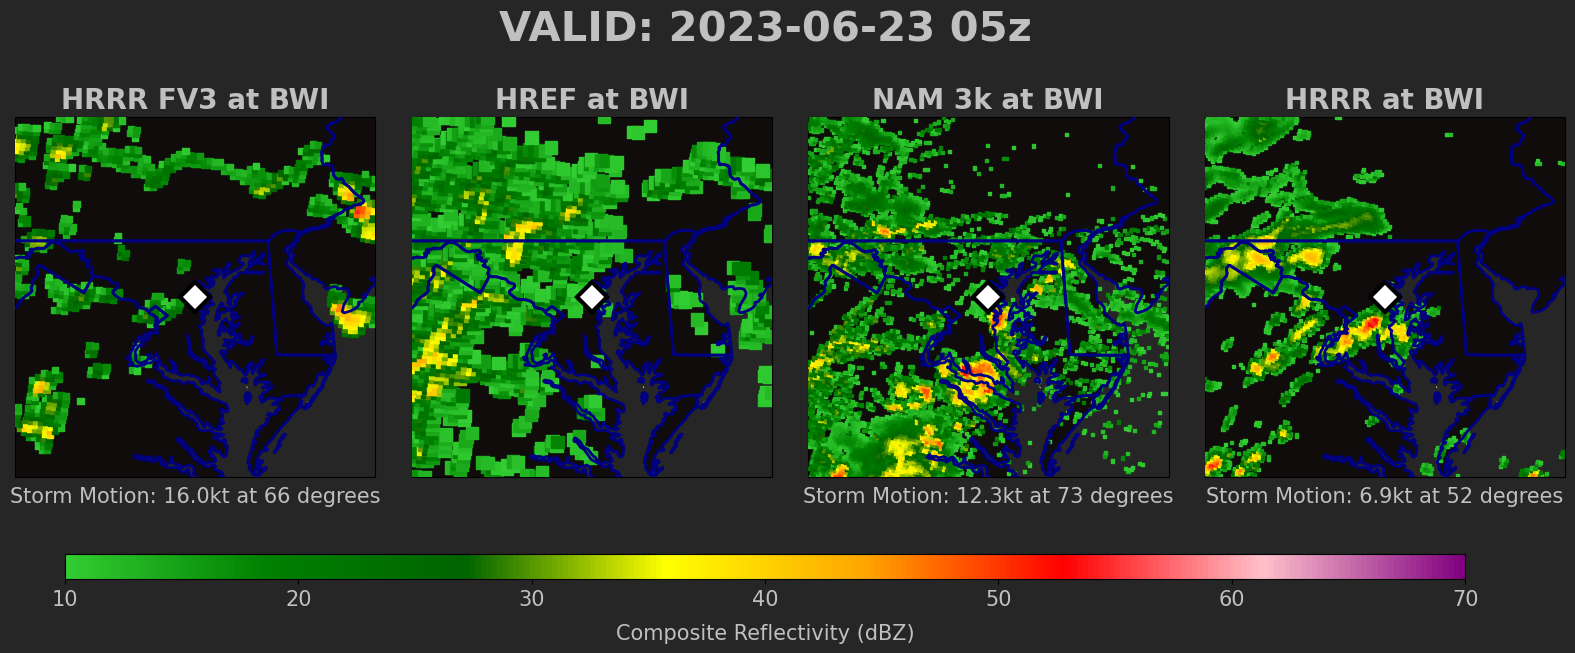 VALID: 2023-06-23 05z
HRRR FV3 at BWI
HREF at BWI
NAM 3k at BWI
HRRR at BWI
Storm Motion: 16.0kt at 66 degrees
Storm Motion: 12.3kt at 73 degrees
Storm Motion: 6.9kt at 52 degrees
10 20 30 40 50 60 70
Composite Reflectivity (dBZ)